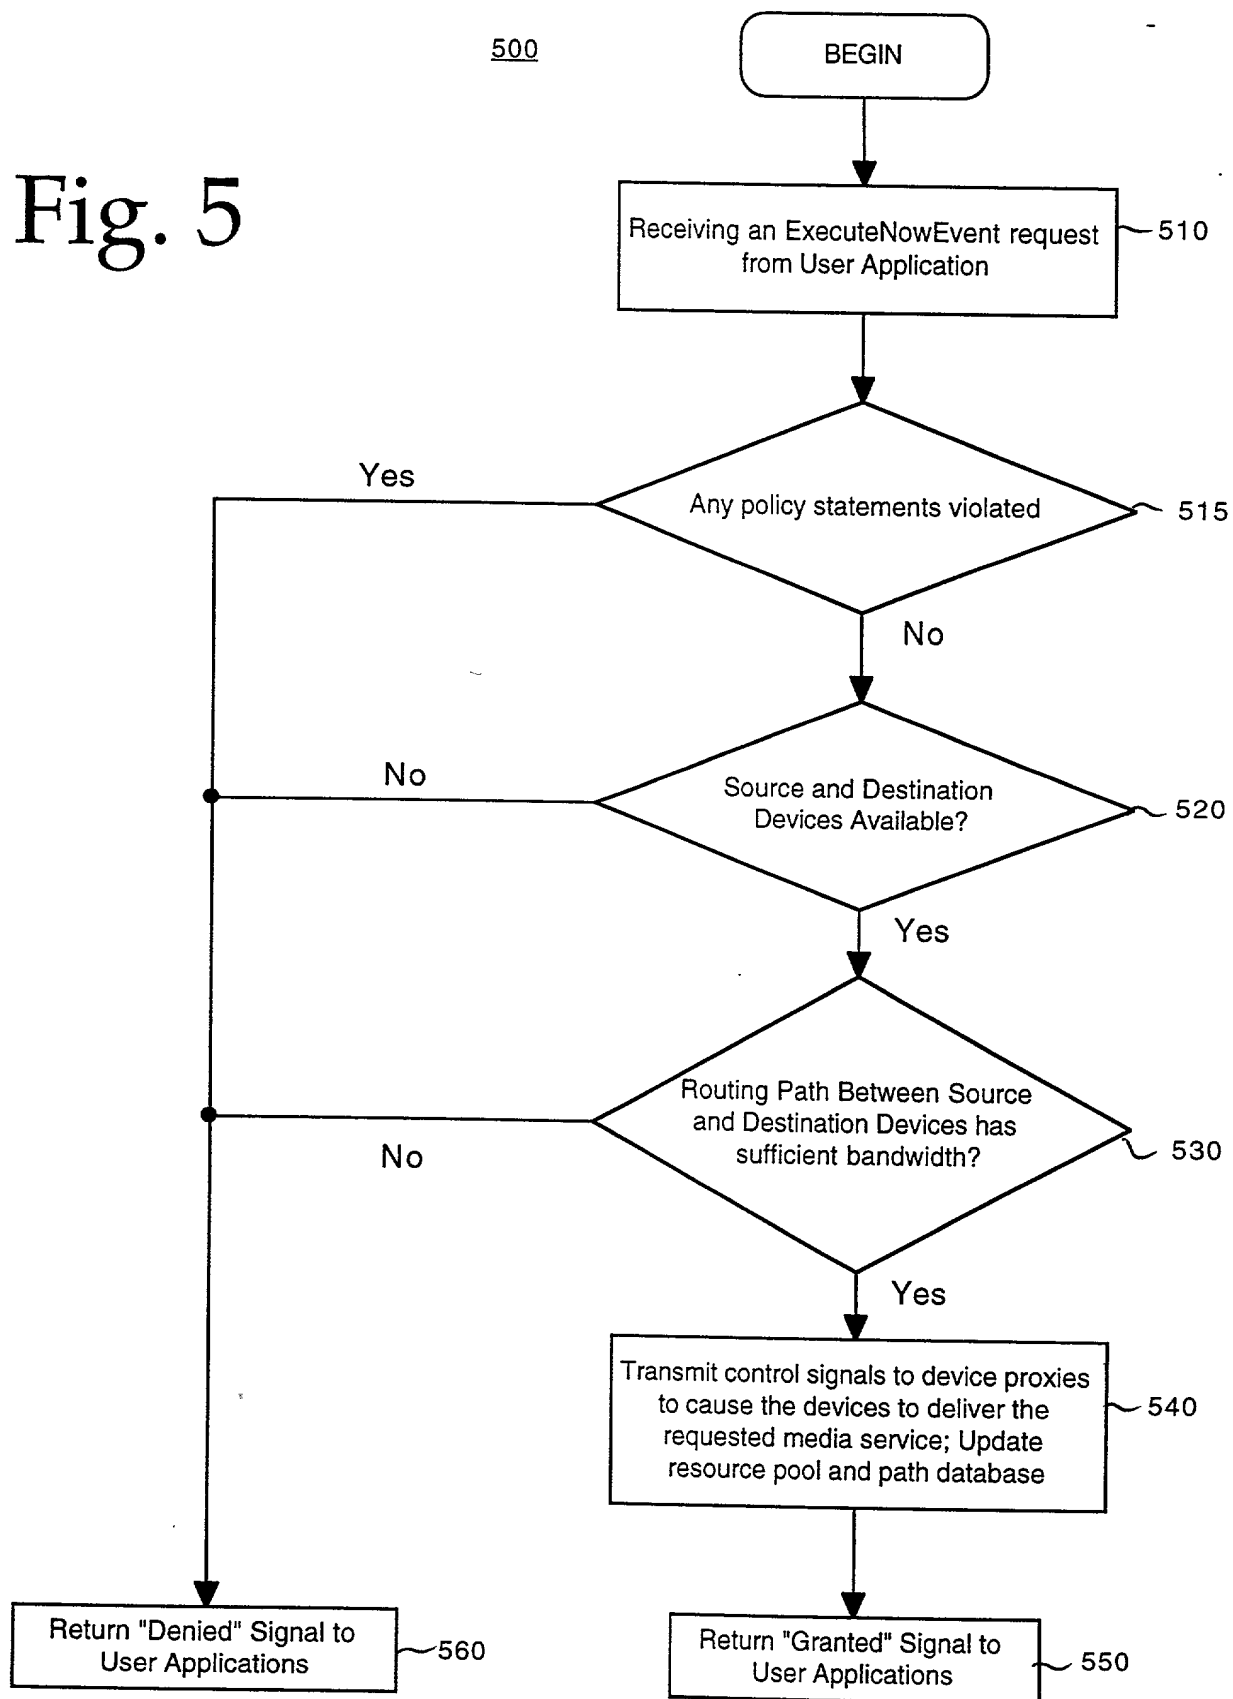 500
BEGIN
Fig. 5
Receiving an ExecuteNowEvent request
from User Application
510
Yes
Any policy statements violated
515
No
No
Source and Destination
Devices Available?
520
Yes
Routing Path Between Source
and Destination Devices has
sufficient bandwidth?
530
No
Yes
Transmit control signals to device proxies
to cause the devices to deliver the
requested media service; Update
resource pool and path database
540
Return "Denied" Signal to
User Applications
560
Return "Granted" Signal to
User Applications
550